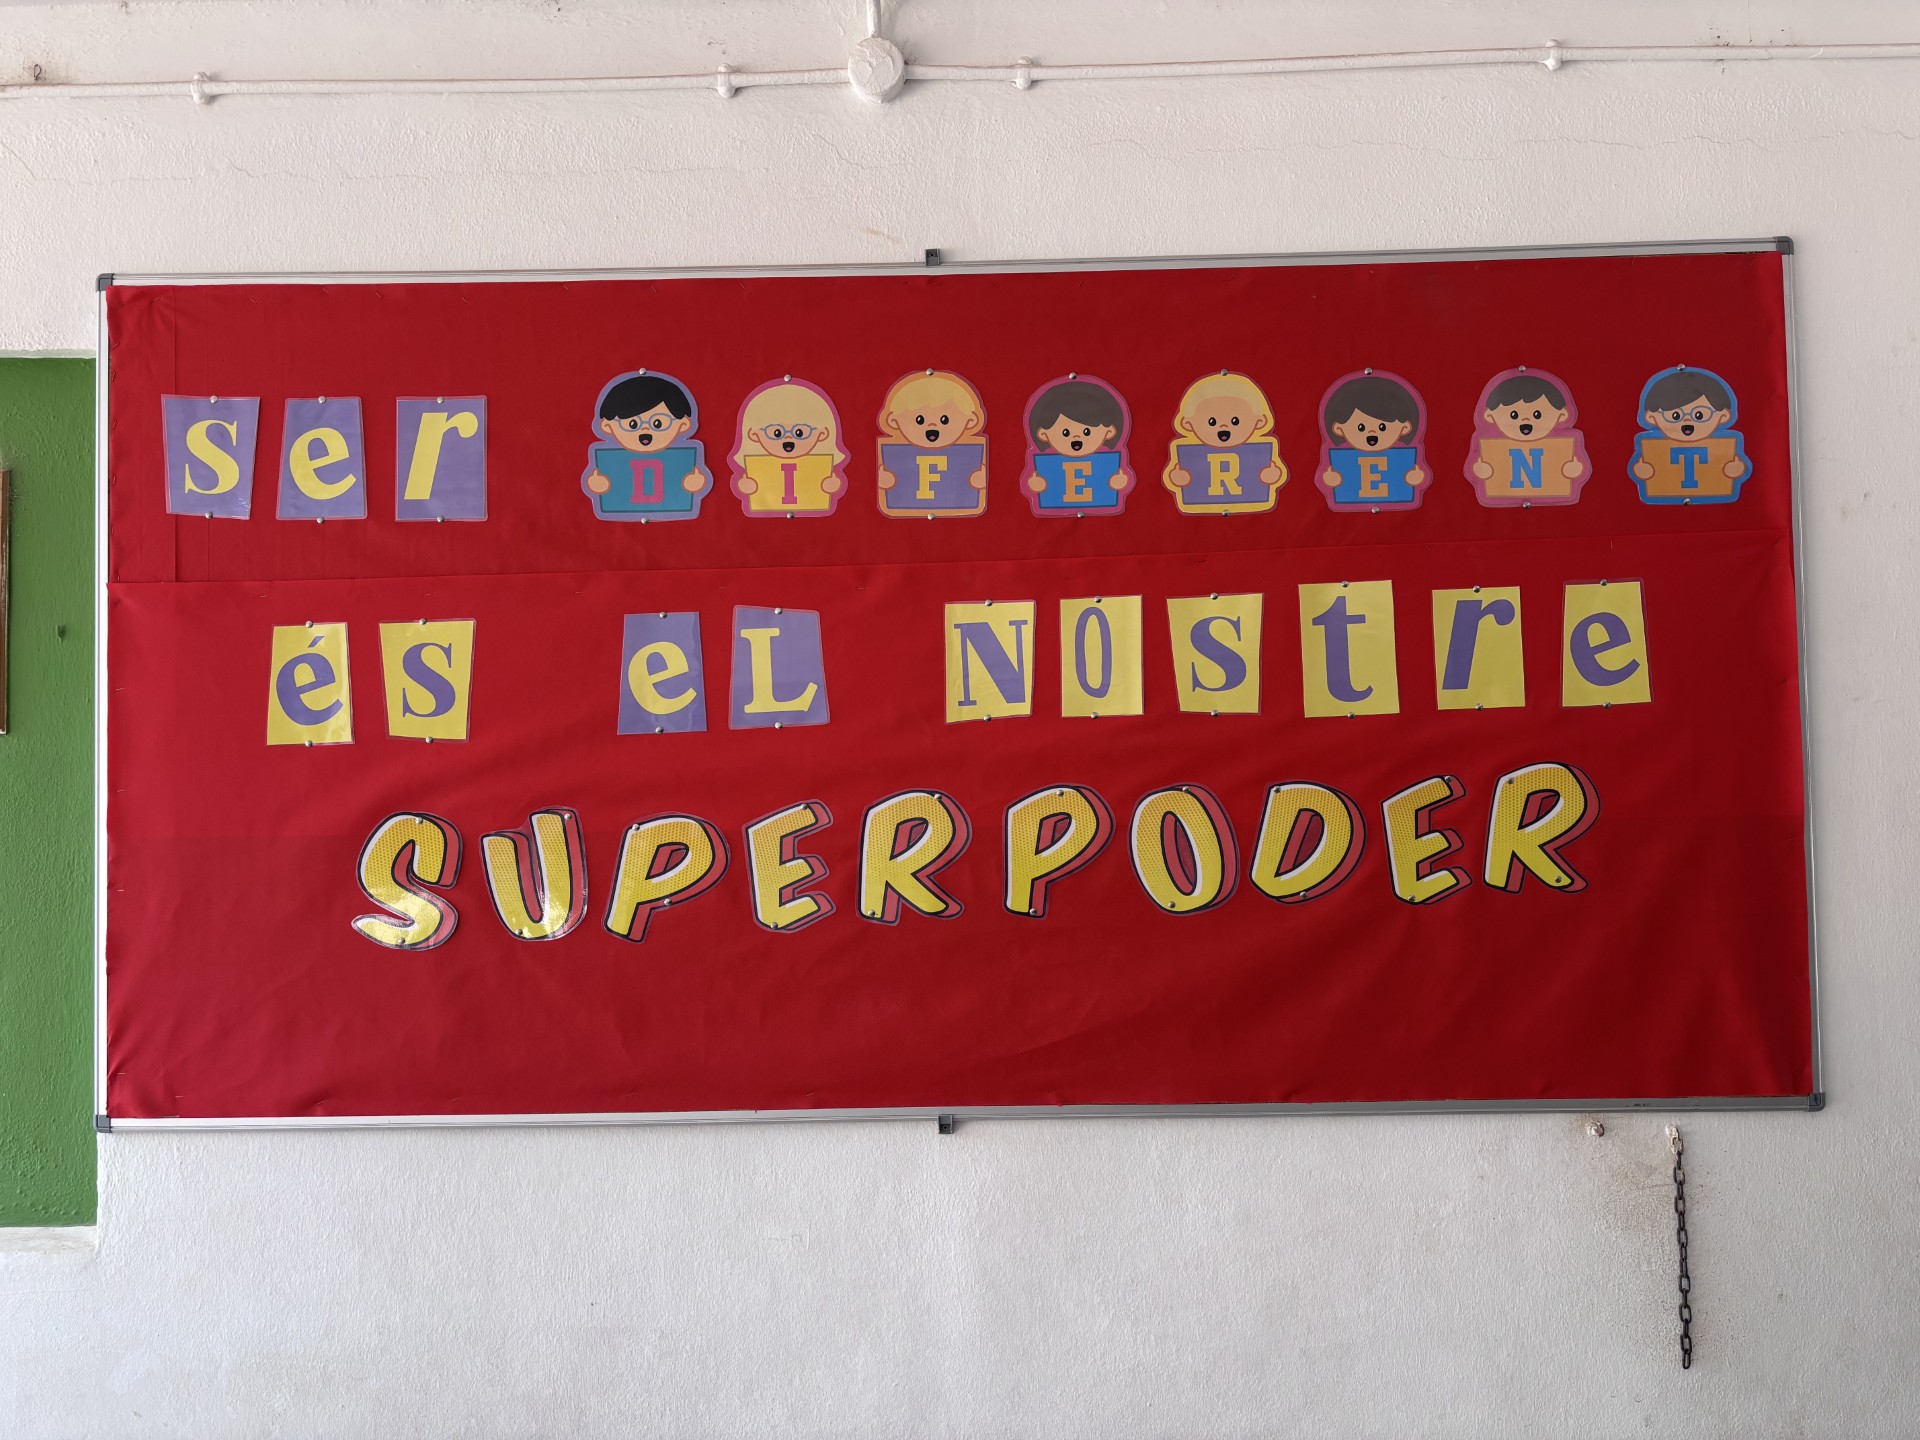 ser DIFERENT
és eL NOstre
SUPERPODER